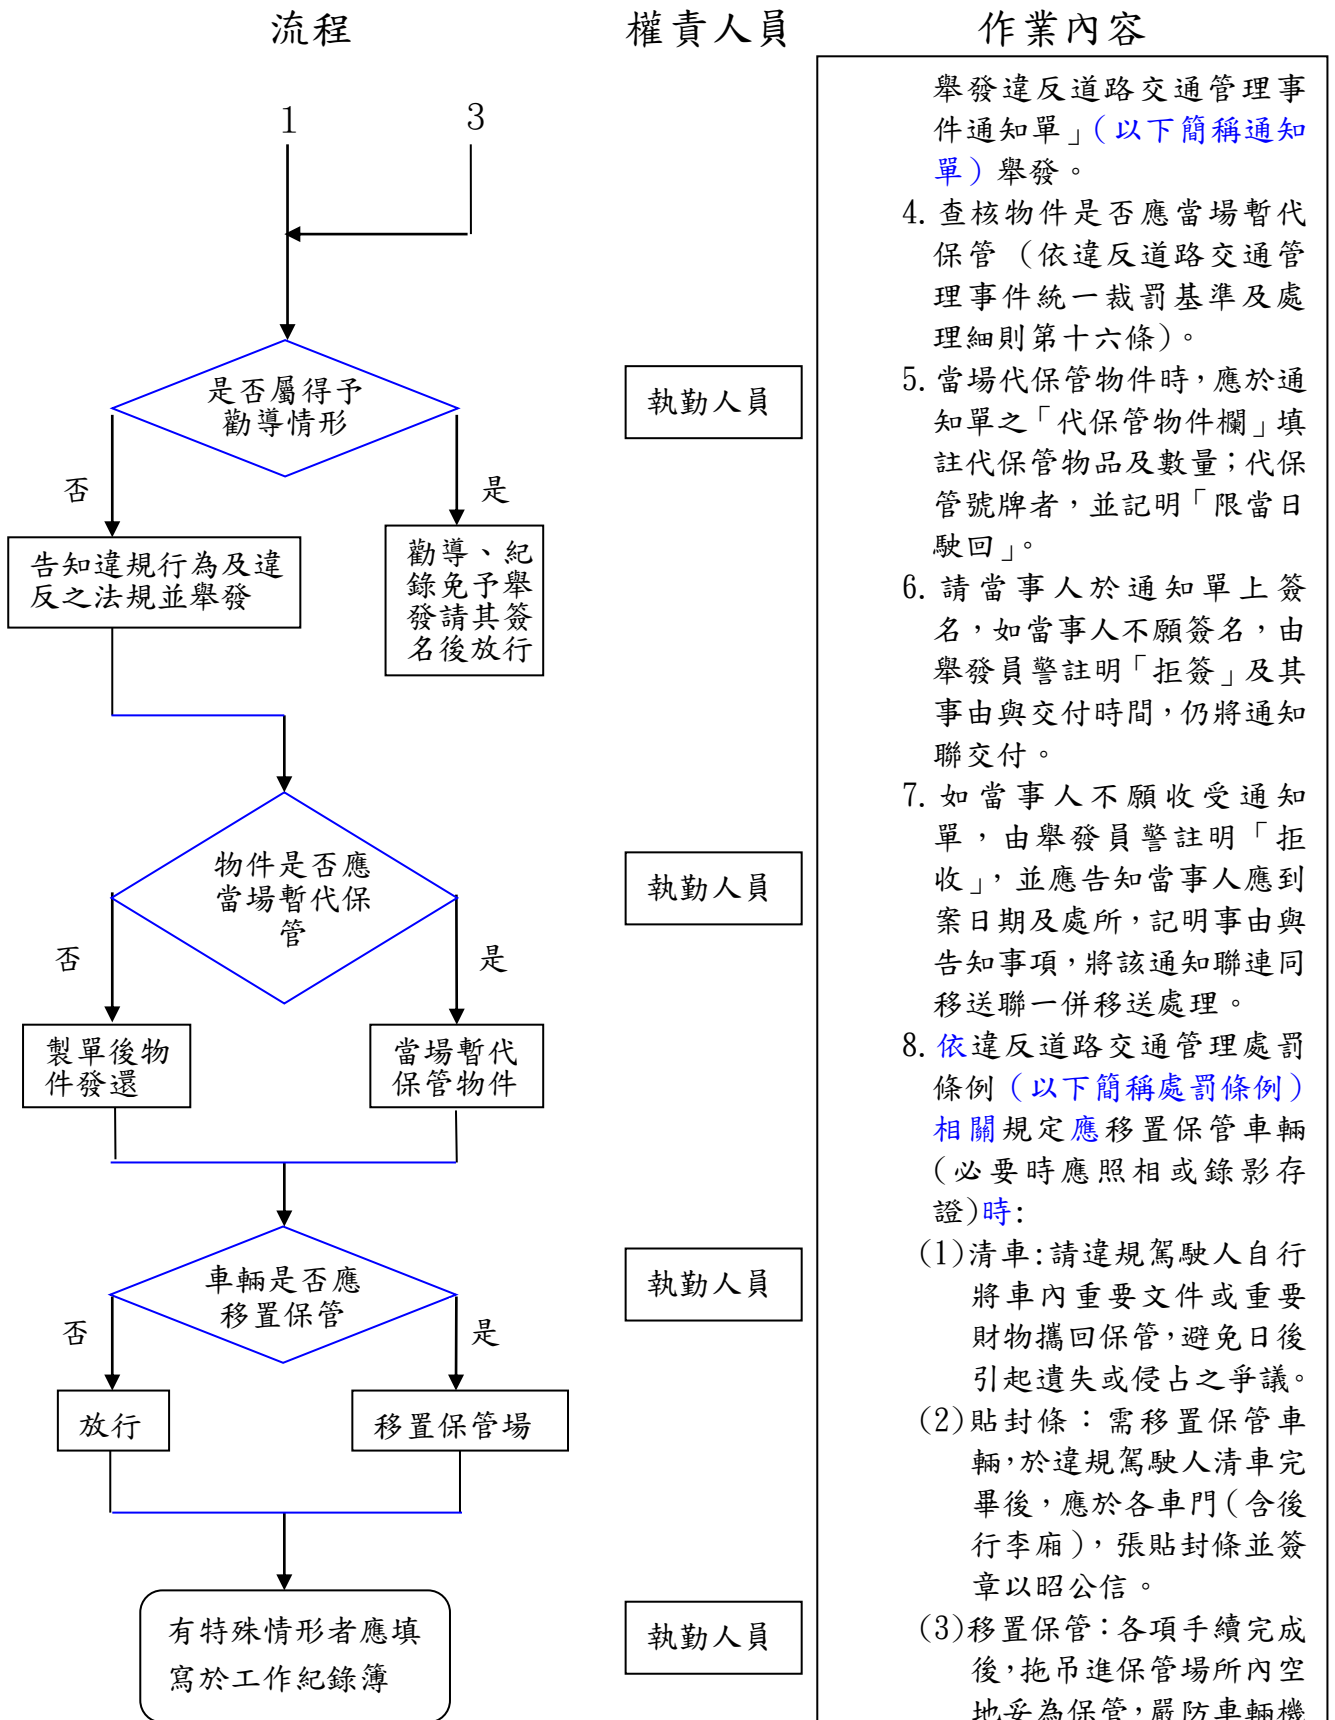 流程
權責人員
作業內容
1
3
是否屬得予
勸導情形
否
是
告知違規行為及違
反之法規並舉發
勸導、紀
錄免予舉
發請其簽
名後放行
物件是否應
當場暫代保
管
否
是
製單後物
件發還
當場暫代
保管物件
車輛是否應
移置保管
否
是
放行
移置保管場
有特殊情形者應填
寫於工作紀錄簿
執勤人員
執勤人員
執勤人員
執勤人員
舉發違反道路交通管理事
件通知單」(以下簡稱通知
單)舉發。
4. 查核物件是否應當場暫代
保管(依違反道路交通管
理事件統一裁罰基準及處
理細則第十六條)。
5. 當場代保管物件時,應於通
知單之「代保管物件欄」填
註代保管物品及數量;代保
管號牌者,並記明「限當日
駛回」。
6. 請當事人於通知單上簽
名,如當事人不願簽名,由
舉發員警註明「拒簽」及其
事由與交付時間,仍將通知
聯交付。
7. 如當事人不願收受通知
單,由舉發員警註明「拒
收」,並應告知當事人應到
案日期及處所,記明事由與
告知事項,將該通知聯連同
移送聯一併移送處理。
8. 依違反道路交通管理處罰
條例(以下簡稱處罰條例)
相關規定應移置保管車輛
(必要時應照相或錄影存
證)時:
(1)清車:請違規駕駛人自行
將車內重要文件或重要
財物攜回保管,避免日後
引起遺失或侵占之爭議。
(2)貼封條:需移置保管車
輛,於違規駕駛人清車完
畢後,應於各車門(含後
行李廂),張貼封條並簽
章以昭公信。
(3)移置保管:各項手續完成
後,拖吊進保管場所內空
地妥為保管,嚴防車輛機